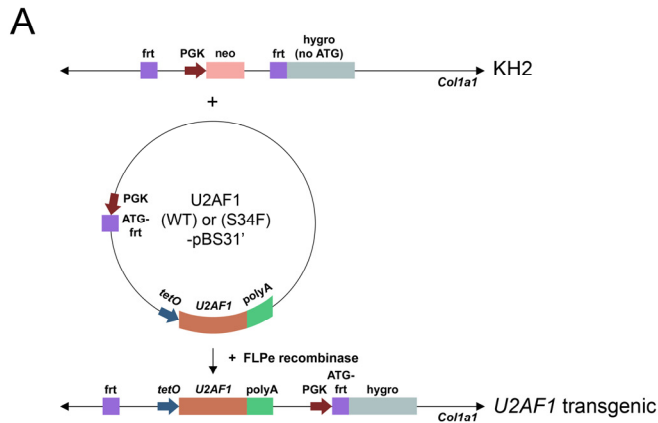 A
frt PGK neo frt hygro
(no ATG)
Col1a1
KH2
+
PGK
ATG-
frt
U2AF1
(WT) or (S34F)
-pBS31'
tetO U2AF1 polyA
+ FLPe recombinase
frt tetO U2AF1 polyA PGK ATG-
frt hygro
Col1a1
U2AF1 transgenic